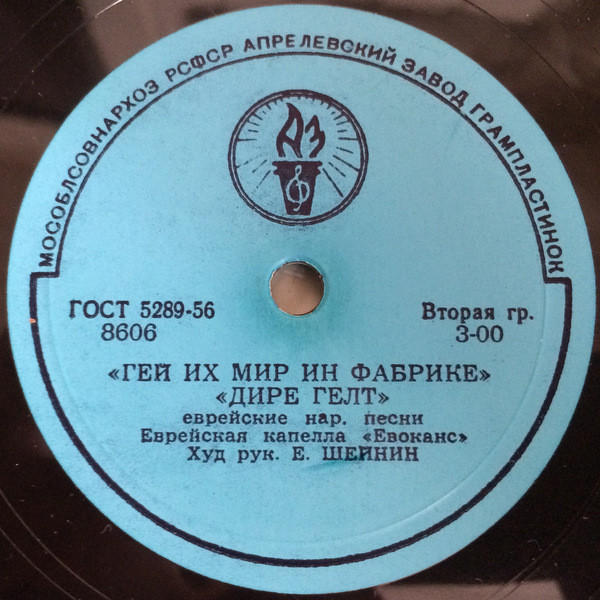 МОСОБЛСОВНАРХОЗ РСФСР АПРЕЛЕВСКИЙ ЗАВОД ГРАМПЛАСТИНОК
АЗ
ГОСТ 5289-56
8606
Вторая гр.
3-00
«ГЕЙ ИХ МИР ИН ФАБРИКЕ»
«ДИРЕ ГЕЛТ»
еврейские нар. песни
Еврейская капелла «Евоканс»
Худ рук. Е. ШЕЙНИН